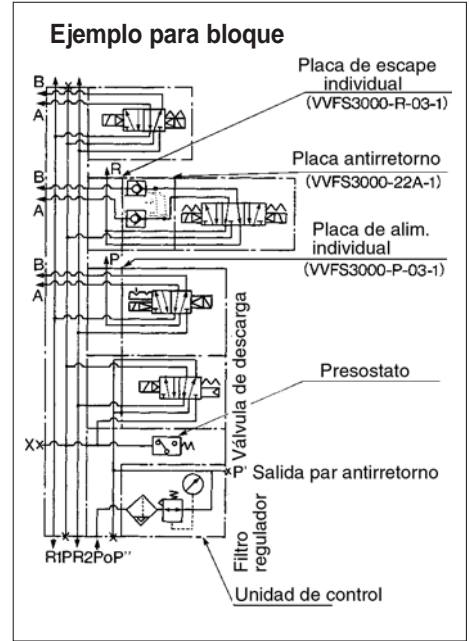 Ejemplo para bloque
Placa de escape
individual
(VVFS3000-R-03-1)
Placa antirretorno
(VVFS3000-22A-1)
Placa de alim.
individual
(VVFS3000-P-03-1)
B
A
R
B
A
P
B
A
Válvula de descarga
Presostato
X
P' Salida par antirretorno
Filtro
regulador
R1PR2PoP''
Unidad de control